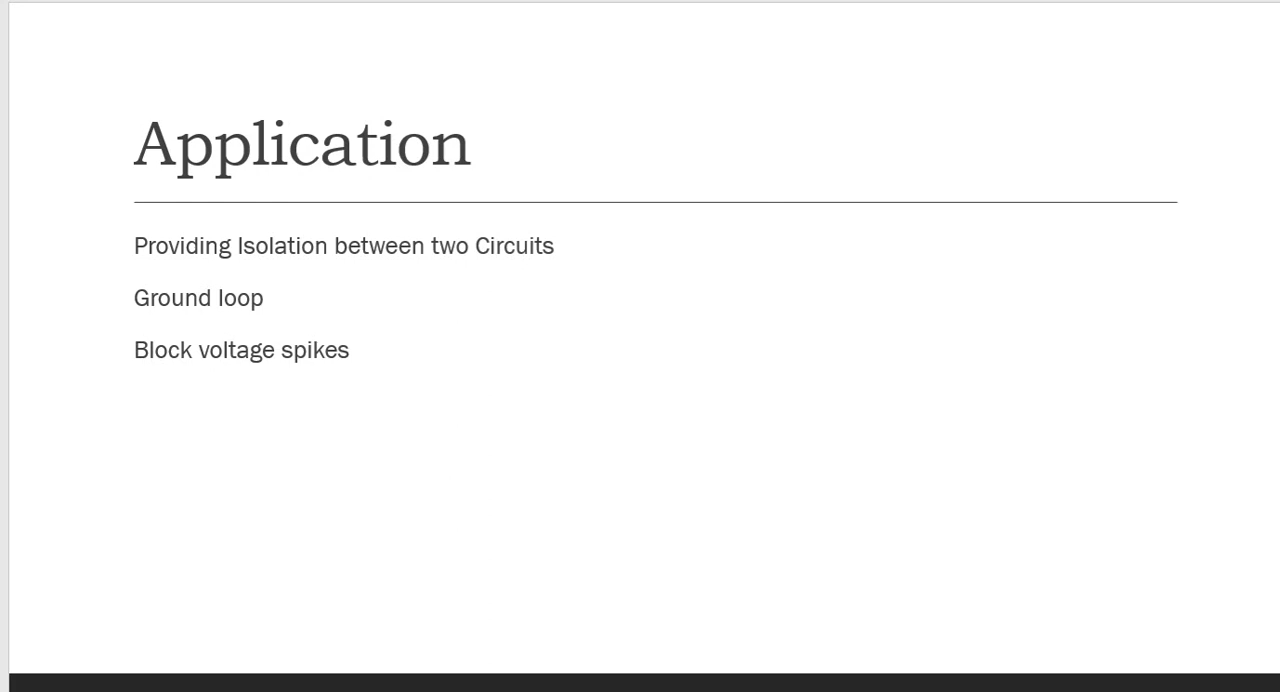 Application
Providing Isolation between two Circuits
Ground loop
Block voltage spikes